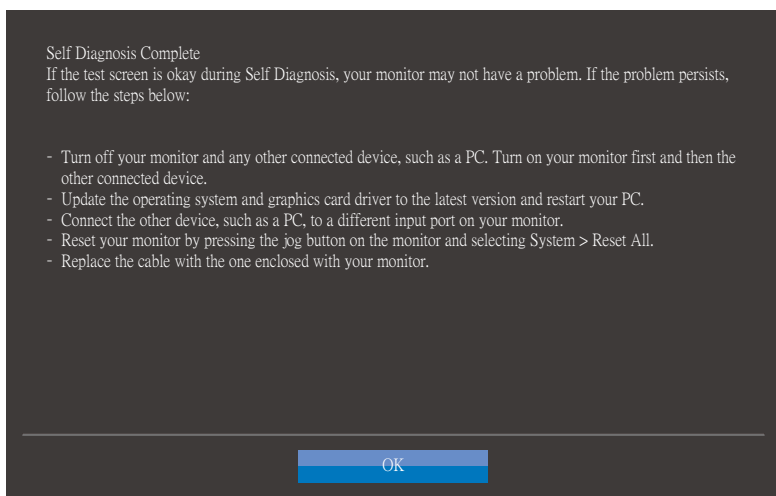 Self Diagnosis Complete
If the test screen is okay during Self Diagnosis, your monitor may not have a problem. If the problem persists,
follow the steps below:
- Turn off your monitor and any other connected device, such as a PC. Turn on your monitor first and then the
other connected device.
- Update the operating system and graphics card driver to the latest version and restart your PC.
- Connect the other device, such as a PC, to a different input port on your monitor.
- Reset your monitor by pressing the jog button on the monitor and selecting System > Reset All.
- Replace the cable with the one enclosed with your monitor.
OK